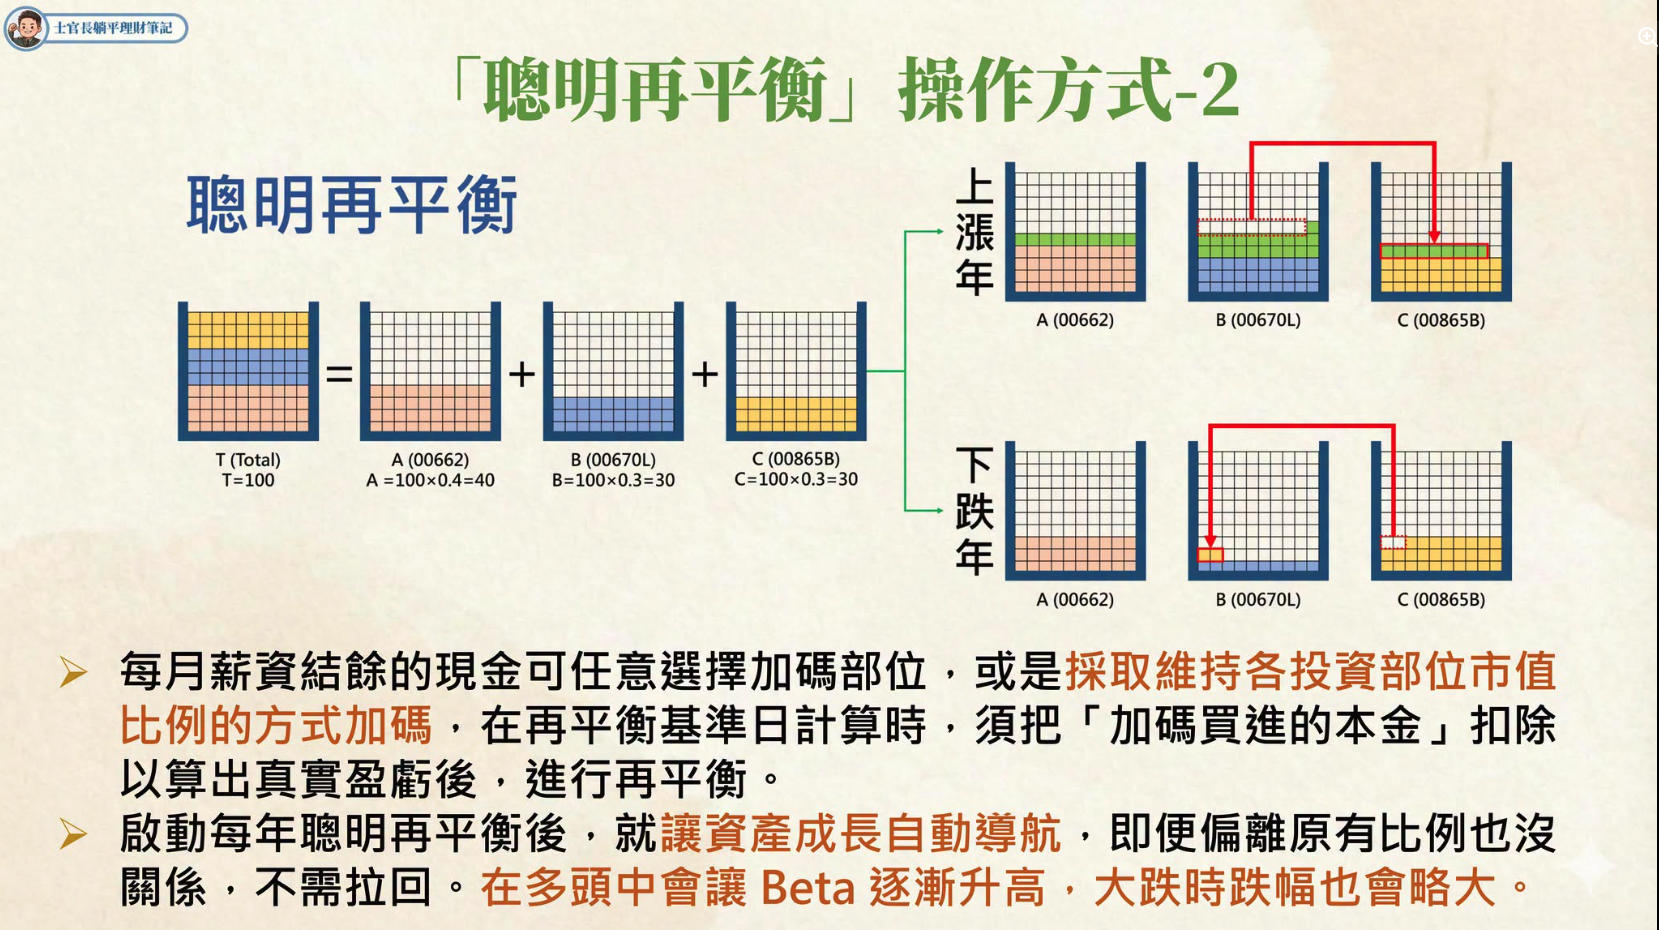 士官長躺平理財筆記
「聰明再平衡」操作方式-2
聰明再平衡
上漲年
A (00662)
B (00670L)
C (00865B)
=
+
+
T (Total)
T=100
A (00662)
A =100×0.4=40
B (00670L)
B=100×0.3=30
C (00865B)
C=100×0.3=30
下跌年
A (00662)
B (00670L)
C (00865B)
➢ 每月薪資結餘的現金可任意選擇加碼部位，或是採取維持各投資部位市值
比例的方式加碼，在再平衡基準日計算時，須把「加碼買進的本金」扣除
以算出真實盈虧後，進行再平衡。
➢ 啟動每年聰明再平衡後，就讓資產成長自動導航，即便偏離原有比例也沒
關係，不需拉回。在多頭中會讓 Beta 逐漸升高，大跌時跌幅也會略大。